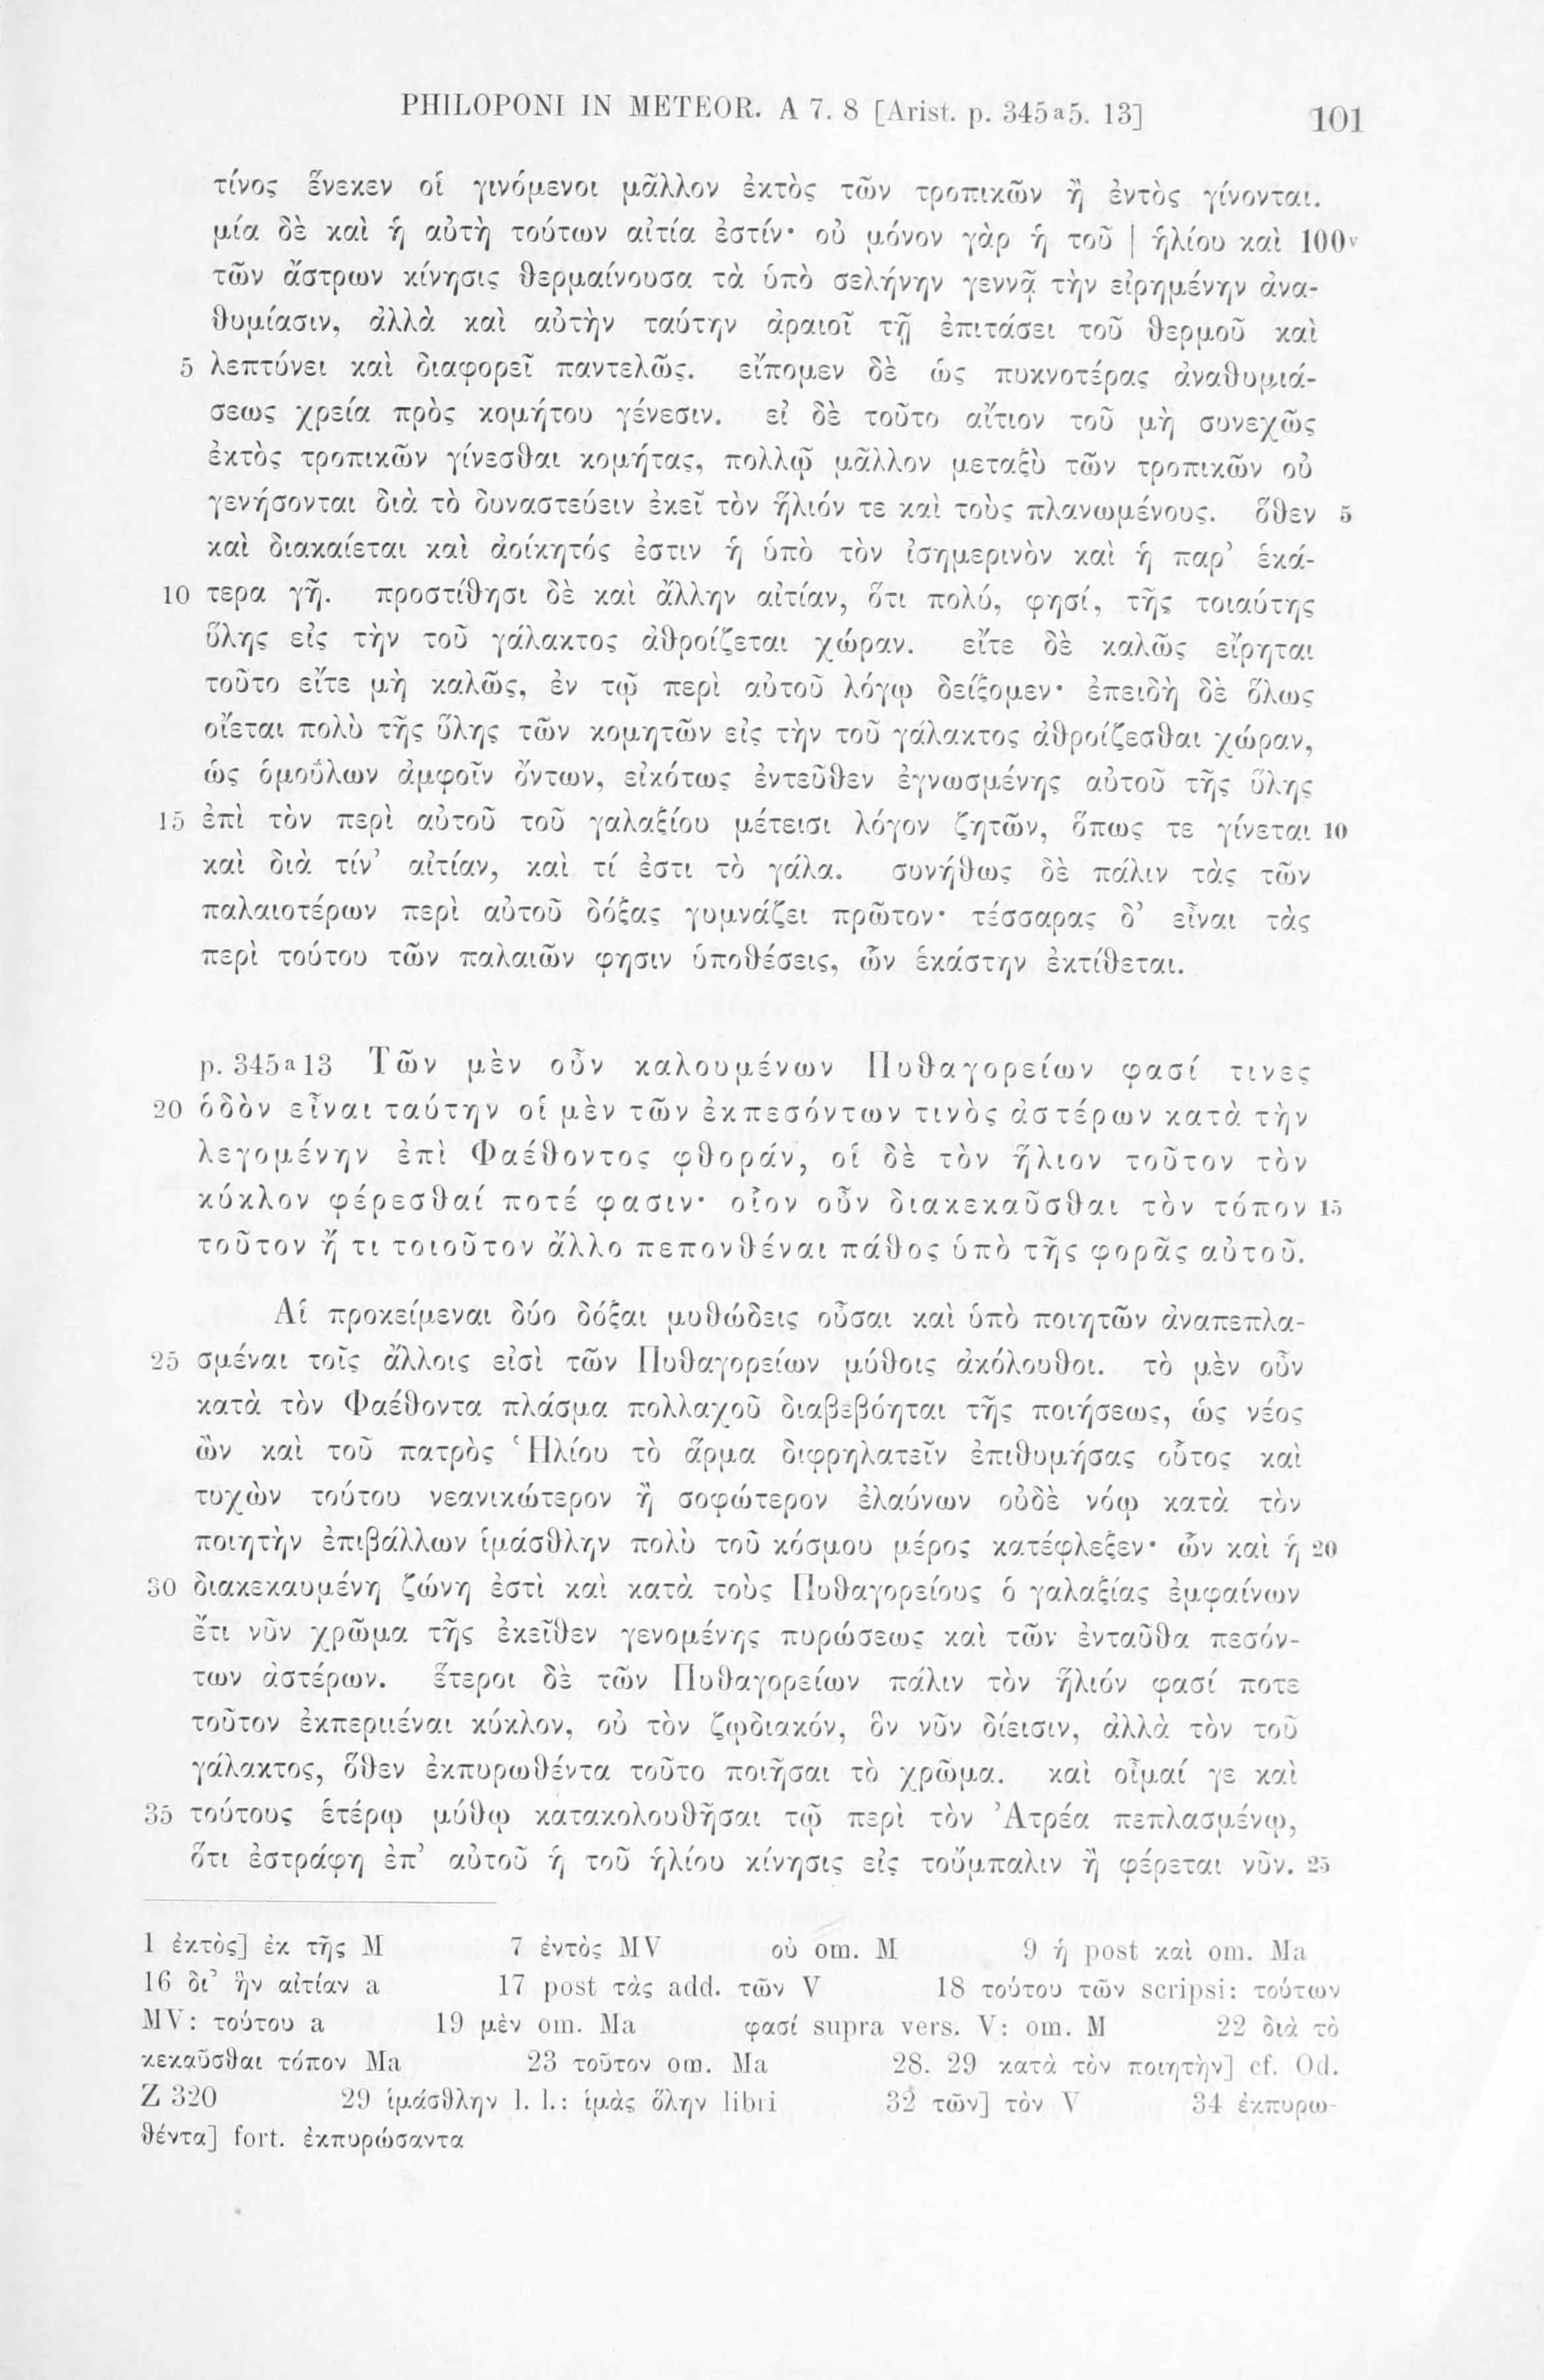 PHILOPONI IN METEOR. A 7. 8 [Arist. p. 345a5. 13] 101
τίνος ἕνεκεν οἱ γινόμενοι μᾶλλον ἐκτὸς τῶν τροπικῶν ἢ ἐντὸς γίνονται.
μία δὲ καὶ ἡ αὐτὴ τούτων αἰτία ἐστίν· οὐ μόνον γὰρ ἡ τοῦ | ἡλίου καὶ 100v
τῶν ἄστρων κίνησις θερμαίνουσα τὰ ὑπὸ σελήνην γεννᾷ τὴν εἰρημένην ἀνα-
θυμίασιν, ἀλλὰ καὶ αὐτὴν ταύτην ἀραιοῖ τῇ ἐπιτάσει τοῦ θερμοῦ καὶ
5 λεπτύνει καὶ διαφορεῖ παντελῶς. εἴπομεν δὲ ὡς πυκνοτέρας ἀναθυμιά-
σεως χρεία πρὸς κομήτου γένεσιν. εἰ δὲ τοῦτο αἴτιον τοῦ μὴ συνεχῶς
ἐκτὸς τροπικῶν γίνεσθαι κομήτας, πολλῷ μᾶλλον μεταξὺ τῶν τροπικῶν οὐ
γενήσονται διὰ τὸ δυναστεύειν ἐκεῖ τὸν ἥλιόν τε καὶ τοὺς πλανωμένους. ὅθεν 5
καὶ διακαίεται καὶ ἀοίκητός ἐστιν ἡ ὑπὸ τὸν ἰσημερινὸν καὶ ἡ παρ’ ἑκά-
10 τερα γῆ. προστίθησι δὲ καὶ ἄλλην αἰτίαν, ὅτι πολύ, φησί, τῆς τοιαύτης
ὕλης εἰς τὴν τοῦ γάλακτος ἀθροίζεται χώραν. εἴτε δὲ καλῶς εἴρηται
τοῦτο εἴτε μὴ καλῶς, ἐν τῷ περὶ αὐτοῦ λόγῳ δείξομεν· ἐπειδὴ δὲ ὅλως
οἴεται πολὺ τῆς ὕλης τῶν κομητῶν εἰς τὴν τοῦ γάλακτος ἀθροίζεσθαι χώραν,
ὡς ὁμοΰλων ἀμφοῖν ὄντων, εἰκότως ἐντεῦθεν ἐγνωσμένης αὐτοῦ τῆς ὕλης
15 ἐπὶ τὸν περὶ αὐτοῦ τοῦ γαλαξίου μέτεισι λόγον ζητῶν, ὅπως τε γίνεται 10
καὶ διὰ τίν’ αἰτίαν, καὶ τί ἐστι τὸ γάλα. συνήθως δὲ πάλιν τὰς τῶν
παλαιοτέρων περὶ αὐτοῦ δόξας γυμνάζει πρῶτον· τέσσαρας δ’ εἶναι τὰς
περὶ τούτου τῶν παλαιῶν φησιν ὑποθέσεις, ὧν ἑκάστην ἐκτίθεται.
p. 345a13 Τῶν μὲν οὖν καλουμένων Πυθαγορείων φασί τινες
20 ὁδὸν εἶναι ταύτην οἱ μὲν τῶν ἐκπεσόντων τινὸς ἀστέρων κατὰ τὴν
λεγομένην ἐπὶ Φαέθοντος φθοράν, οἱ δὲ τὸν ἥλιον τοῦτον τὸν
κύκλον φέρεσθαί ποτέ φασιν· οἷον οὖν διακεκαῦσθαι τὸν τόπον 15
τοῦτον ἤ τι τοιοῦτον ἄλλο πεπονθέναι πάθος ὑπὸ τῆς φορᾶς αὐτοῦ.
Αἱ προκείμεναι δύο δόξαι μυθώδεις οὖσαι καὶ ὑπὸ ποιητῶν ἀναπεπλα-
25 σμέναι τοῖς ἄλλοις εἰσὶ τῶν Πυθαγορείων μύθοις ἀκόλουθοι. τὸ μὲν οὖν
κατὰ τὸν Φαέθοντα πλάσμα πολλαχοῦ διαβεβόηται τῆς ποιήσεως, ὡς νέος
ὢν καὶ τοῦ πατρὸς Ἡλίου τὸ ἅρμα διφρηλατεῖν ἐπιθυμήσας οὗτος καὶ
τυχὼν τούτου νεανικώτερον ἢ σοφώτερον ἐλαύνων οὐδὲ νόῳ κατὰ τὸν
ποιητὴν ἐπιβάλλων ἱμάσθλην πολὺ τοῦ κόσμου μέρος κατέφλεξεν· ὧν καὶ ἡ 20
30 διακεκαυμένη ζώνη ἐστὶ καὶ κατὰ τοὺς Πυθαγορείους ὁ γαλαξίας ἐμφαίνων
ἔτι νῦν χρῶμα τῆς ἐκεῖθεν γενομένης πυρώσεως καὶ τῶν ἐνταῦθα πεσόν-
των ἀστέρων. ἕτεροι δὲ τῶν Πυθαγορείων πάλιν τὸν ἥλιόν φασί ποτε
τοῦτον ἐκπεριιέναι κύκλον, οὐ τὸν ζῳδιακόν, ὃν νῦν δίεισιν, ἀλλὰ τὸν τοῦ
γάλακτος, ὅθεν ἐκπυρωθέντα τοῦτο ποιῆσαι τὸ χρῶμα. καὶ οἶμαί γε καὶ
35 τούτους ἑτέρῳ μύθῳ κατακολουθῆσαι τῷ περὶ τὸν Ἀτρέα πεπλασμένῳ,
ὅτι ἐστράφη ἐπ’ αὐτοῦ ἡ τοῦ ἡλίου κίνησις εἰς τοὔμπαλιν ἢ φέρεται νῦν. 25
1 ἐκτὸς] ἐκ τῆς M 7 ἐντὸς MV οὐ om. M 9 ἡ post καὶ om. Ma
16 δι’ ἣν αἰτίαν a 17 post τὰς add. τῶν V 18 τούτου τῶν scripsi: τούτων
MV: τούτου a 19 μὲν om. Ma φασί supra vers. V: om. M 22 διὰ τὸ
κεκαῦσθαι τόπον Ma 23 τοῦτον om. Ma 28. 29 κατὰ τὸν ποιητὴν] cf. Od.
Z 320 29 ἱμάσθλην l. l.: ἱμὰς ὅλην libri 32 τῶν] τὸν V 34 ἐκπυρω-
θέντα] fort. ἐκπυρώσαντα